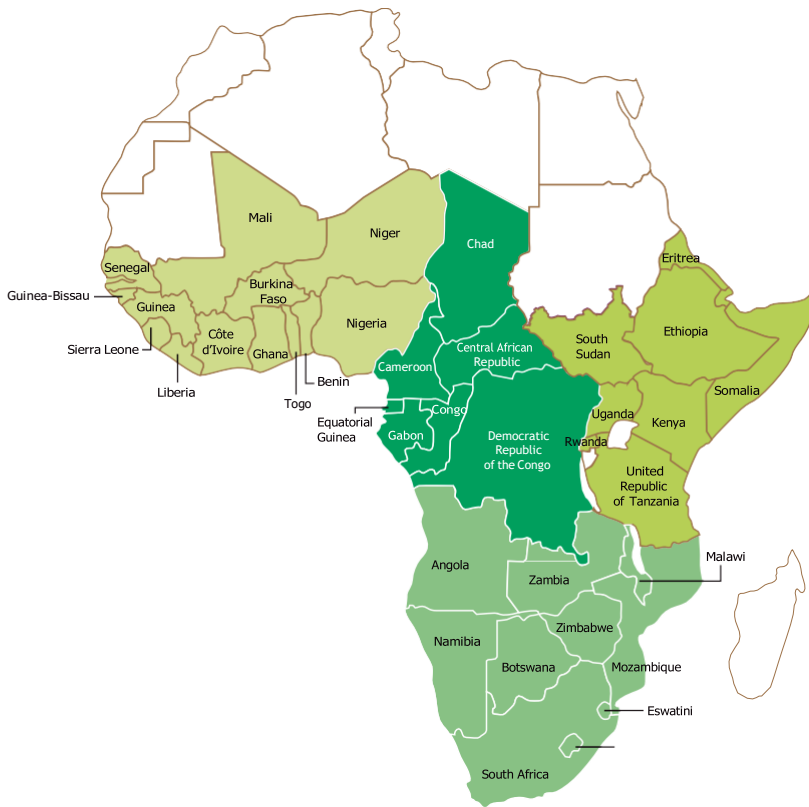 Mali
Niger
Chad
Eritrea
Senegal
Guinea-Bissau
Guinea
Burkina
Faso
Nigeria
Ethiopia
South
Sudan
Sierra Leone
Côte
d'Ivoire
Ghana
Central African
Republic
Cameroon
Liberia
Benin
Togo
Somalia
Equatorial
Guinea
Congo
Gabon
Uganda
Kenya
Rwanda
Democratic
Republic
of the Congo
United
Republic
of Tanzania
Malawi
Angola
Zambia
Namibia
Zimbabwe
Botswana
Mozambique
Eswatini
South Africa